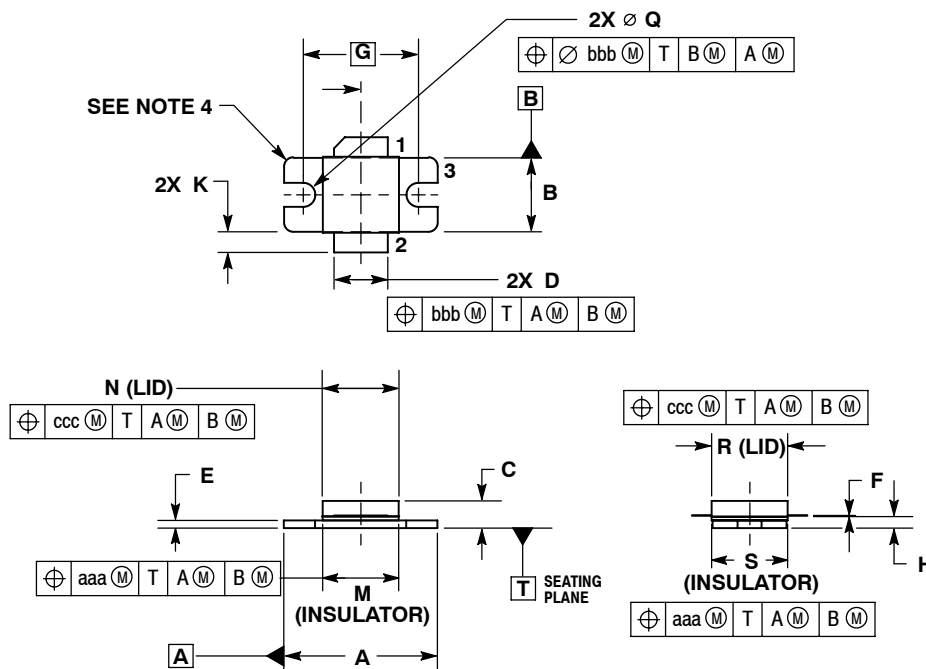 2X ⌀ Q
⌖ ⌀ bbb Ⓜ T B Ⓜ A Ⓜ
G
B
SEE NOTE 4
1
3
2X K
B
2
2X D
⌖ bbb Ⓜ T A Ⓜ B Ⓜ
N (LID)
⌖ ccc Ⓜ T A Ⓜ B Ⓜ
⌖ ccc Ⓜ T A Ⓜ B Ⓜ
R (LID)
E
C
F
H
⌖ aaa Ⓜ T A Ⓜ B Ⓜ
M
(INSULATOR)
T SEATING
PLANE
S
(INSULATOR)
⌖ aaa Ⓜ T A Ⓜ B Ⓜ
A
A